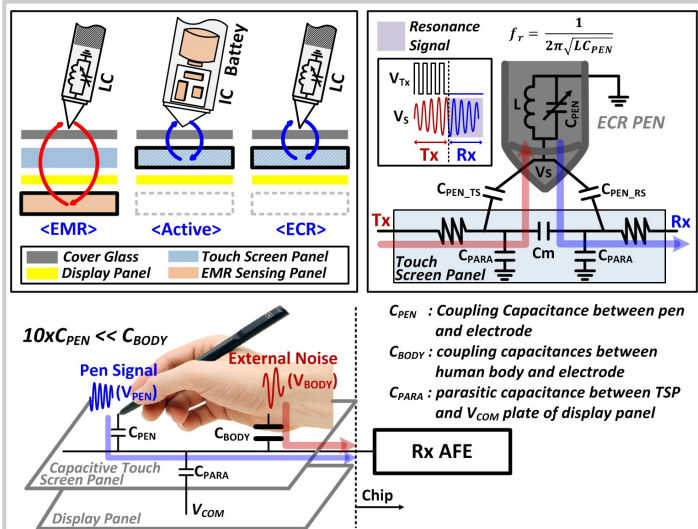 LC
IC
Battey
LC
<EMR>
<Active>
<ECR>
Cover Glass
Touch Screen Panel
Display Panel
EMR Sensing Panel
Resonance
Signal
f_r = 1 / 2π√LC_PEN
V_Tx
V_S
Tx
Rx
L
C_PEN
ECR PEN
Vs
C_PEN_TS
C_PEN_RS
Tx
Rx
C_PARA
Cm
C_PARA
Touch
Screen Panel
10xC_PEN << C_BODY
Pen Signal
(V_PEN)
External Noise
(V_BODY)
C_PEN
C_BODY
C_PARA
Capacitive Touch
Screen Panel
V_COM
Display Panel
Chip
Rx AFE
C_PEN : Coupling Capacitance between pen
and electrode
C_BODY : coupling capacitances between
human body and electrode
C_PARA : parasitic capacitance between TSP
and V_COM plate of display panel